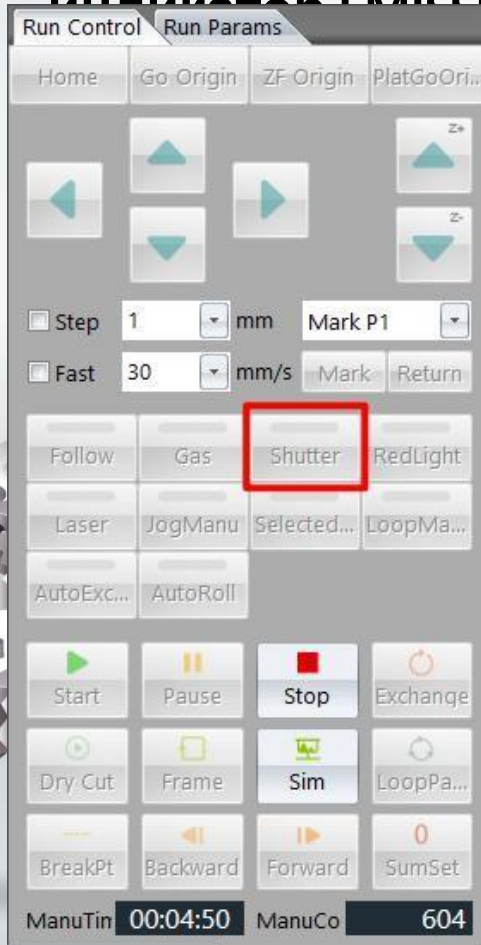 Run Control Run Params
Home Go Origin ZF Origin PlatGoOri...
Z+
Z-
Step 1 mm Mark P1
Fast 30 mm/s Mark Return
Follow Gas Shutter RedLight
Laser JogManu Selected... LoopMa...
AutoExc... AutoRoll
Start Pause Stop Exchange
Dry Cut Frame Sim LoopPa...
BreakPt Backward Forward 0 SumSet
ManuTin 00:04:50 ManuCo 604